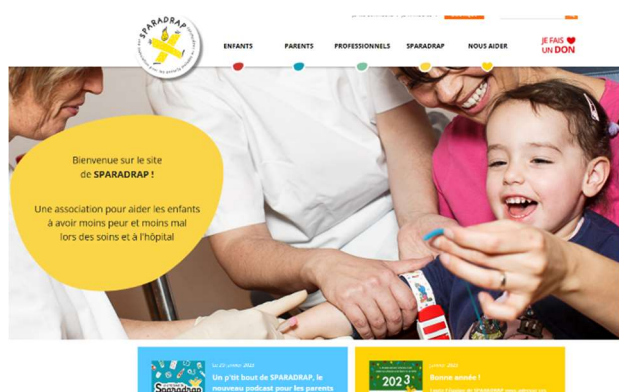 SPARADRAP
ENFANTS
PARENTS
PROFESSIONNELS
SPARADRAP
NOUS AIDER
JE FAIS
UN DON
Bienvenue sur le site
de SPARADRAP !
Une association pour aider les enfants
à avoir moins peur et moins mal
lors des soins et à l'hôpital
Un p'tit bout de SPARADRAP, le
nouveau podcast pour les parents
Sparadrap
2023
Bonne année !